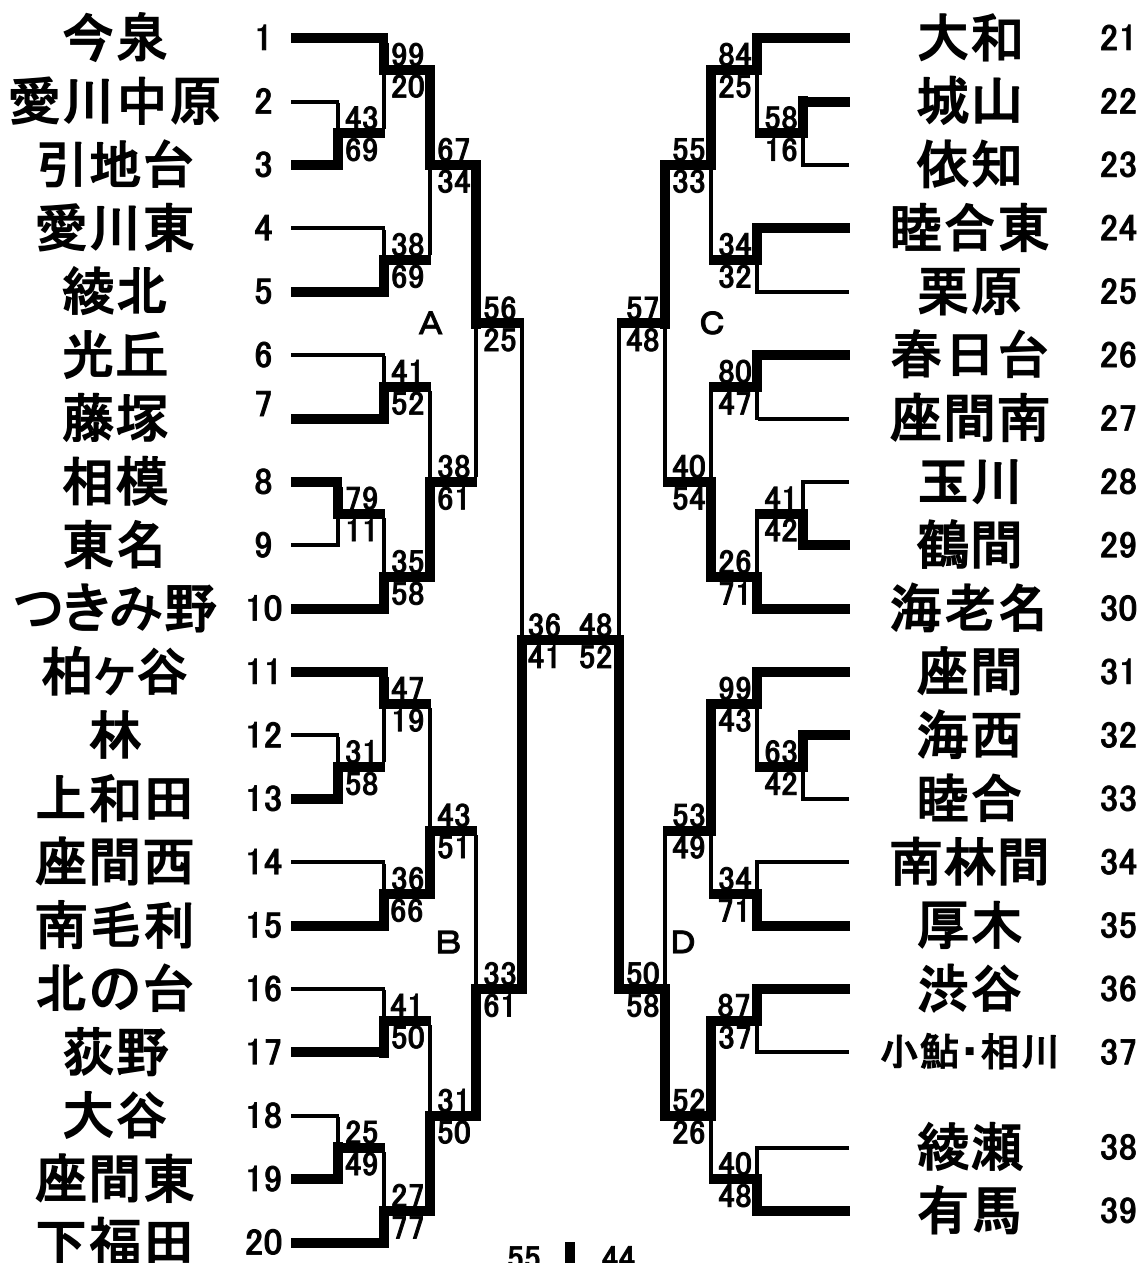 今泉 1
愛川中原 2
引地台 3
愛川東 4
綾北 5
光丘 6
藤塚 7
相模 8
東名 9
つきみ野 10
柏ヶ谷 11
林 12
上和田 13
座間西 14
南毛利 15
北の台 16
荻野 17
大谷 18
座間東 19
下福田 20
99
20
43
69
67
34
38
69
A
56
25
41
52
38
61
79
11
35
58
36
41
47
19
31
58
43
51
36
66
B
33
61
41
50
31
50
25
49
27
77
84
25
58
16
55
33
34
32
57
48
C
80
47
40
54
41
42
26
71
48
52
99
43
63
42
53
49
34
71
D
50
58
87
37
52
26
40
48
55 44
大和 21
城山 22
依知 23
睦合東 24
栗原 25
春日台 26
座間南 27
玉川 28
鶴間 29
海老名 30
座間 31
海西 32
睦合 33
南林間 34
厚木 35
渋谷 36
小鮎・相川 37
綾瀬 38
有馬 39